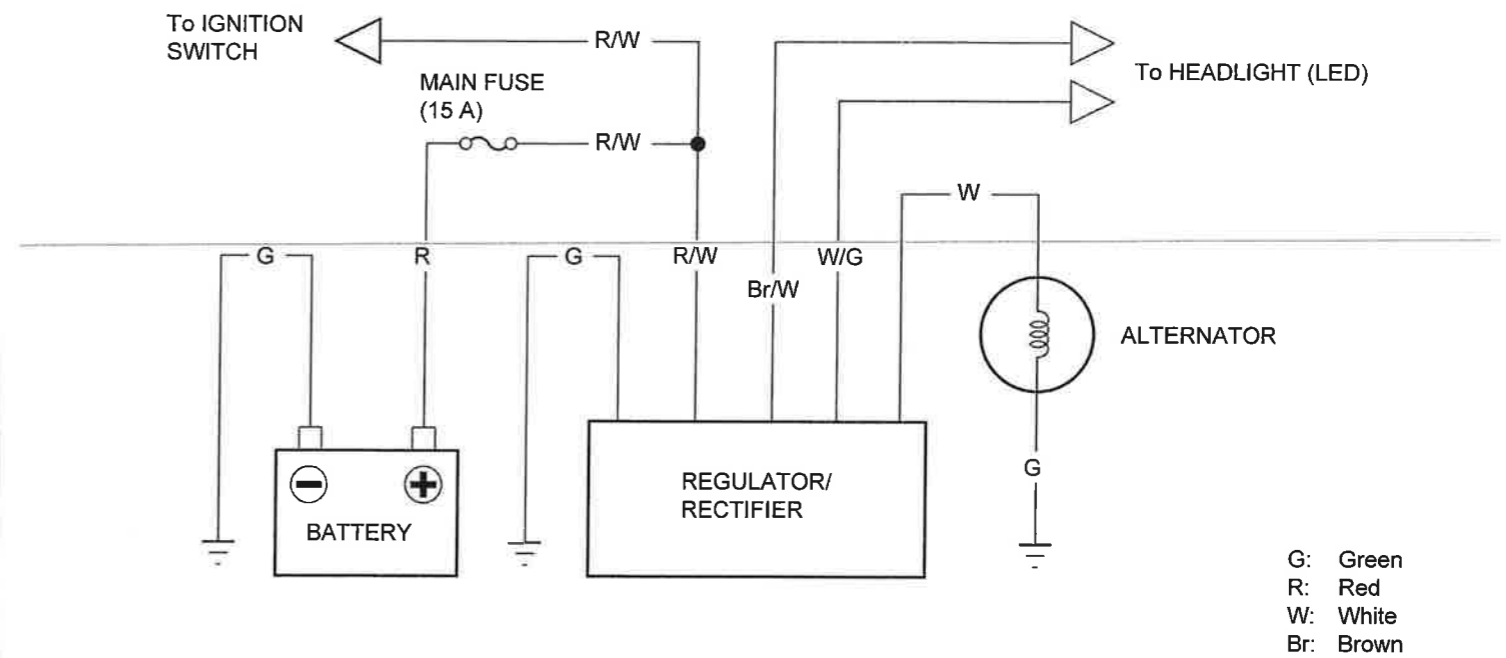 To IGNITION
SWITCH
R/W
MAIN FUSE
(15 A)
R/W
To HEADLIGHT (LED)
W
G
R
G
R/W
W/G
Br/W
ALTERNATOR
G
REGULATOR/
RECTIFIER
BATTERY
G: Green
R: Red
W: White
Br: Brown